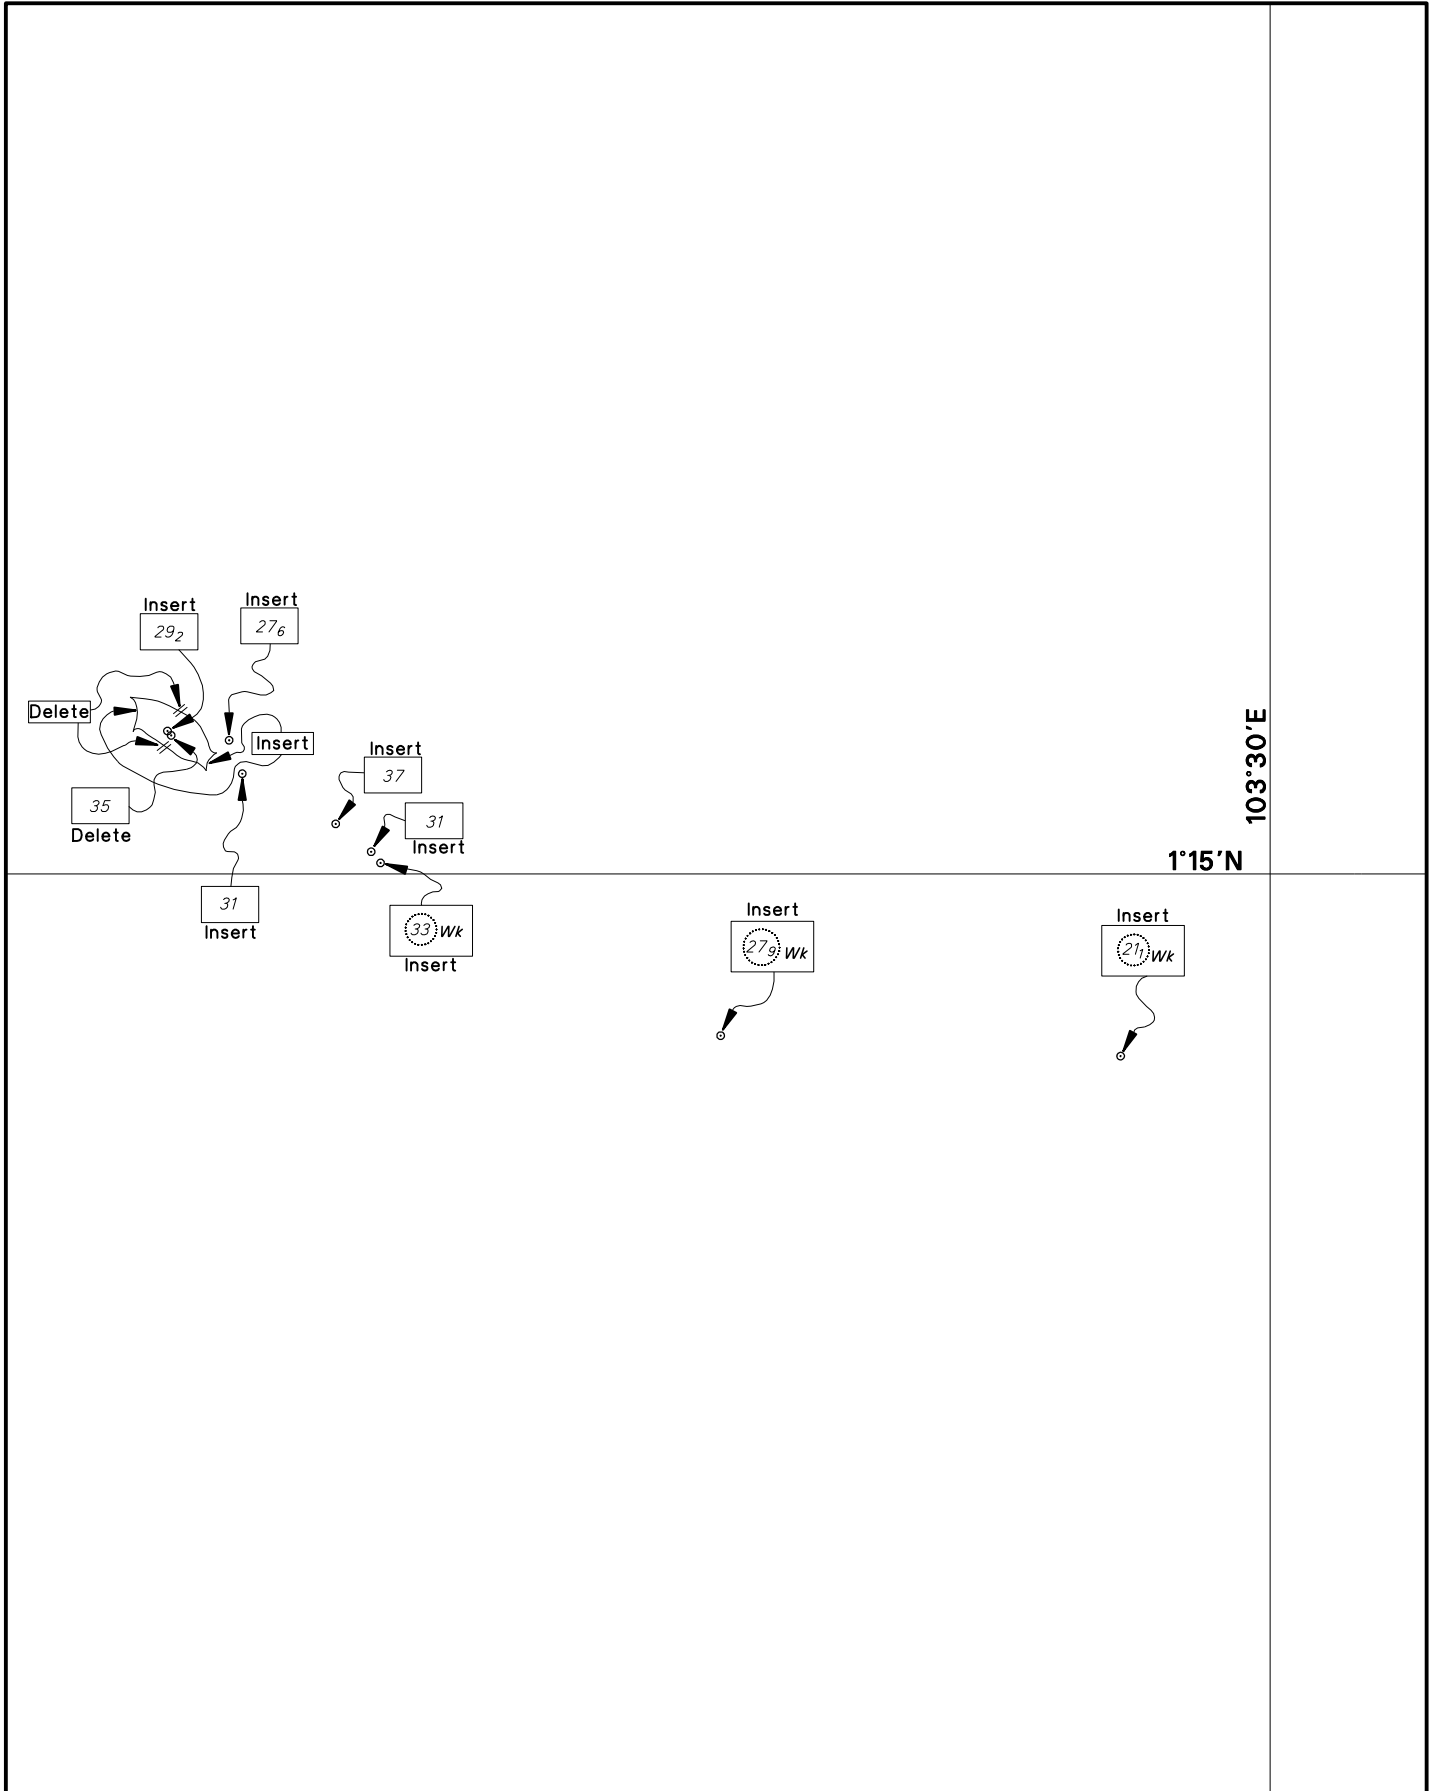 Insert
29₂
Insert
27₆
Delete
Insert
35
Delete
Insert
37
31
Insert
103°30'E
1°15'N
31
Insert
33 Wk
Insert
Insert
27₉ Wk
Insert
21₁ Wk